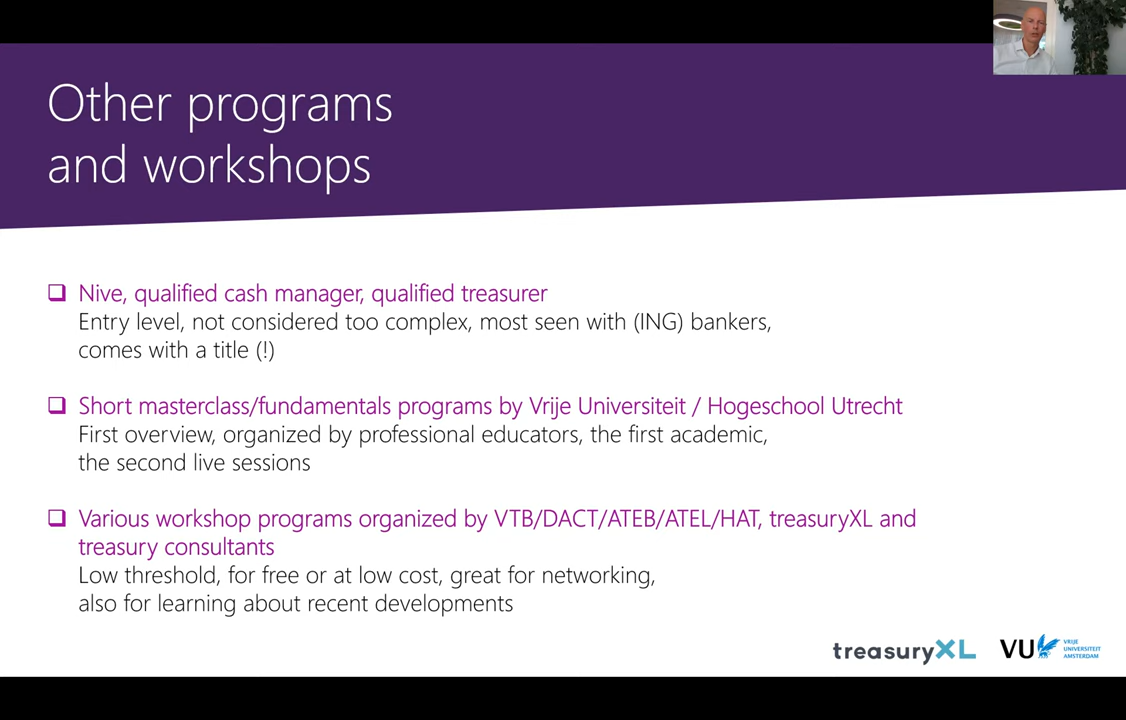 Other programs
and workshops
Nive, qualified cash manager, qualified treasurer
Entry level, not considered too complex, most seen with (ING) bankers,
comes with a title (!)
Short masterclass/fundamentals programs by Vrije Universiteit / Hogeschool Utrecht
First overview, organized by professional educators, the first academic,
the second live sessions
Various workshop programs organized by VTB/DACT/ATEB/ATEL/HAT, treasuryXL and
treasury consultants
Low threshold, for free or at low cost, great for networking,
also for learning about recent developments
treasuryXL
VU
VRIJE
UNIVERSITEIT
AMSTERDAM